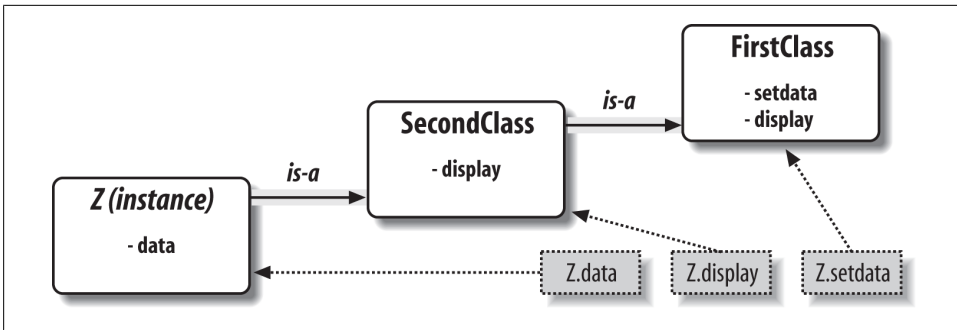 FirstClass
- setdata
- display
is-a
SecondClass
- display
is-a
Z (instance)
- data
Z.data
Z.display
Z.setdata